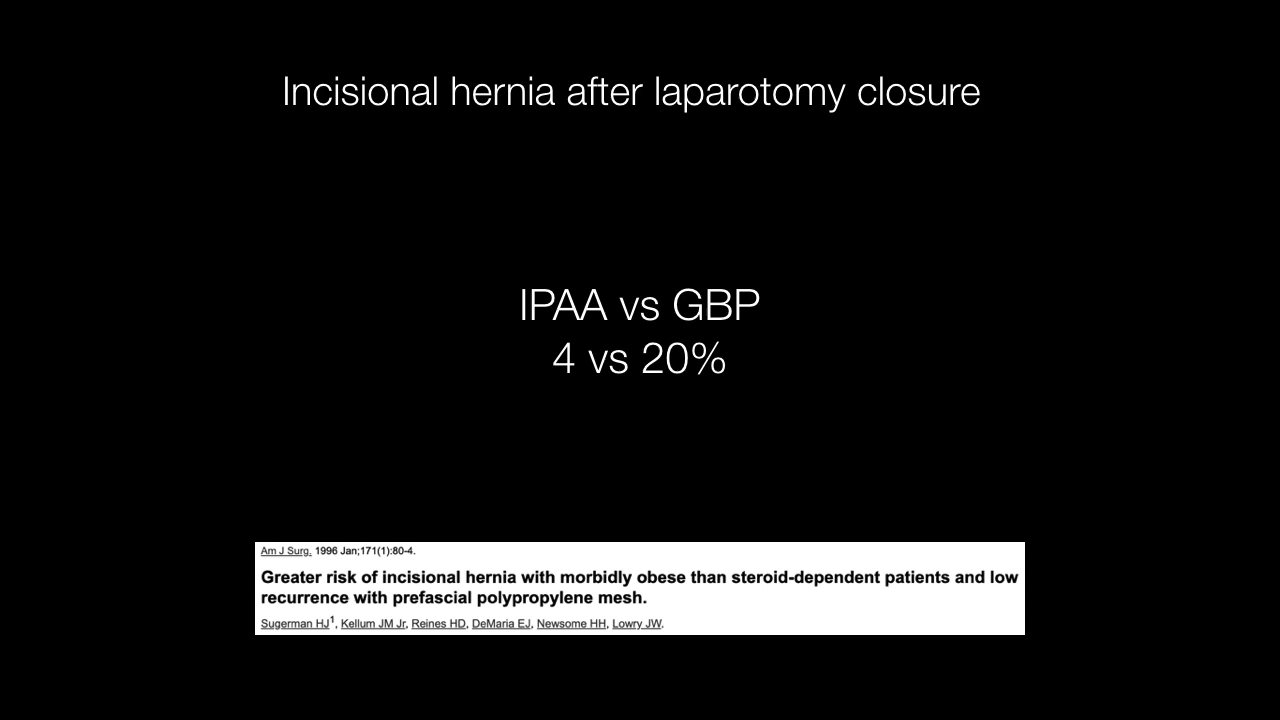 Incisional hernia after laparotomy closure
IPAA vs GBP
4 vs 20%
Am J Surg. 1996 Jan;171(1):80-4.
Greater risk of incisional hernia with morbidly obese than steroid-dependent patients and low
recurrence with prefascial polypropylene mesh.
Sugerman HJ1, Kellum JM Jr, Reines HD, DeMaria EJ, Newsome HH, Lowry JW.